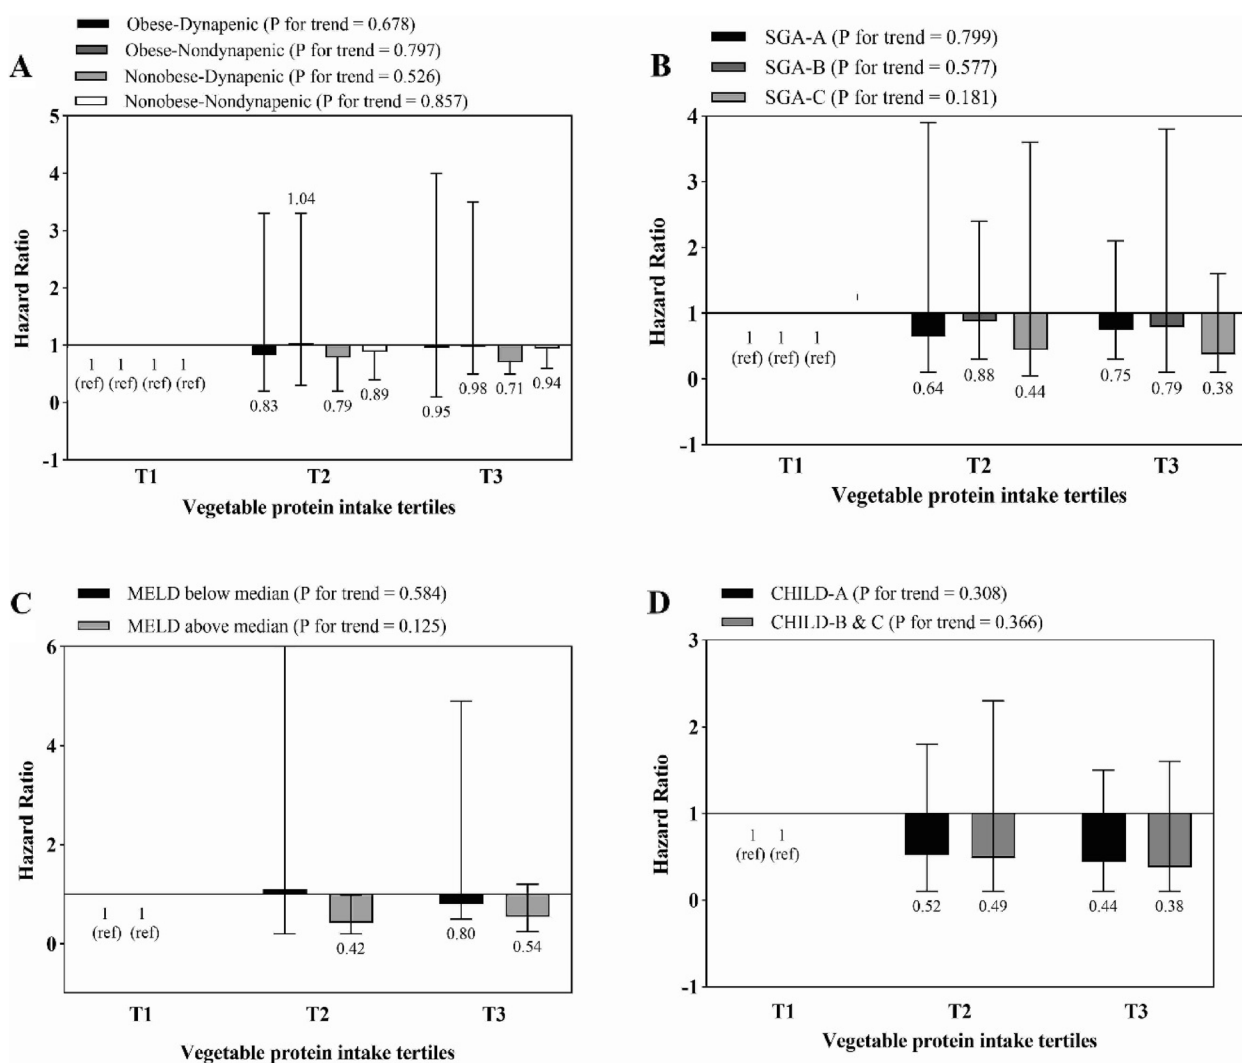 A
Obese-Dynapenic (P for trend = 0.678)
Obese-Nondynapenic (P for trend = 0.797)
Nonobese-Dynapenic (P for trend = 0.526)
Nonobese-Nondynapenic (P for trend = 0.857)
Hazard Ratio
5
4
3
2
1
0
-1
1.04
1 1 1 1
(ref) (ref) (ref) (ref)
0.83 0.79 0.89 0.95 0.98 0.71 0.94
T1 T2 T3
Vegetable protein intake tertiles
B
SGA-A (P for trend = 0.799)
SGA-B (P for trend = 0.577)
SGA-C (P for trend = 0.181)
Hazard Ratio
4
3
2
1
0
-1
1 1 1
(ref) (ref) (ref)
0.64 0.88 0.44 0.75 0.79 0.38
T1 T2 T3
Vegetable protein intake tertiles
C
MELD below median (P for trend = 0.584)
MELD above median (P for trend = 0.125)
Hazard Ratio
6
4
2
0
1 1
(ref) (ref)
0.42 0.80 0.54
T1 T2 T3
Vegetable protein intake tertiles
D
CHILD-A (P for trend = 0.308)
CHILD-B & C (P for trend = 0.366)
Hazard Ratio
3
2
1
0
-1
1 1
(ref) (ref)
0.52 0.49 0.44 0.38
T1 T2 T3
Vegetable protein intake tertiles